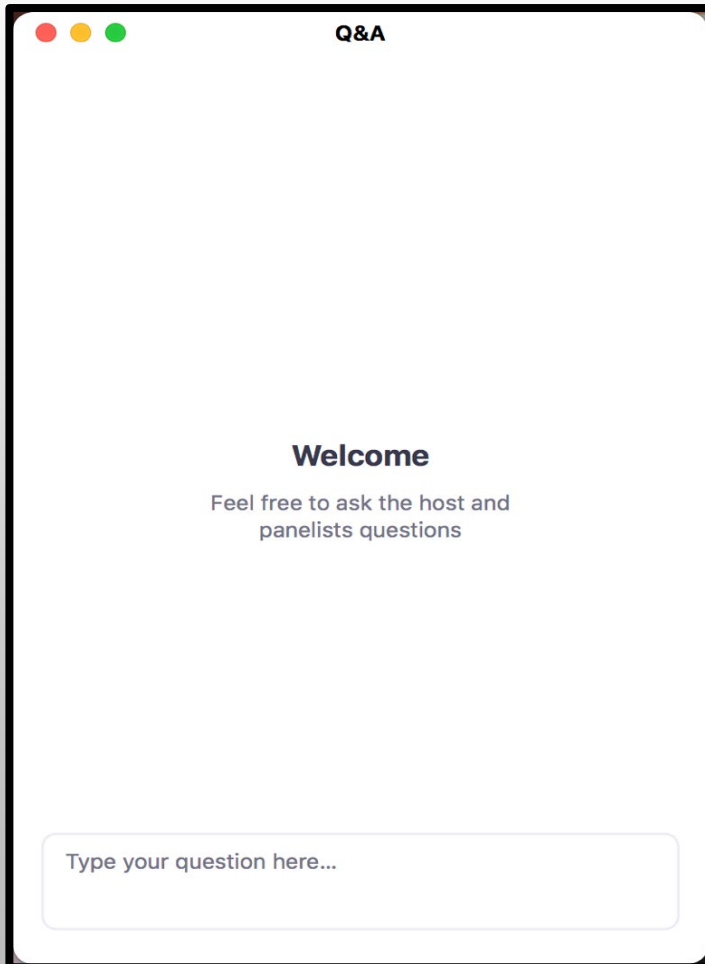 Q&A
Welcome
Feel free to ask the host and
panelists questions
Type your question here...